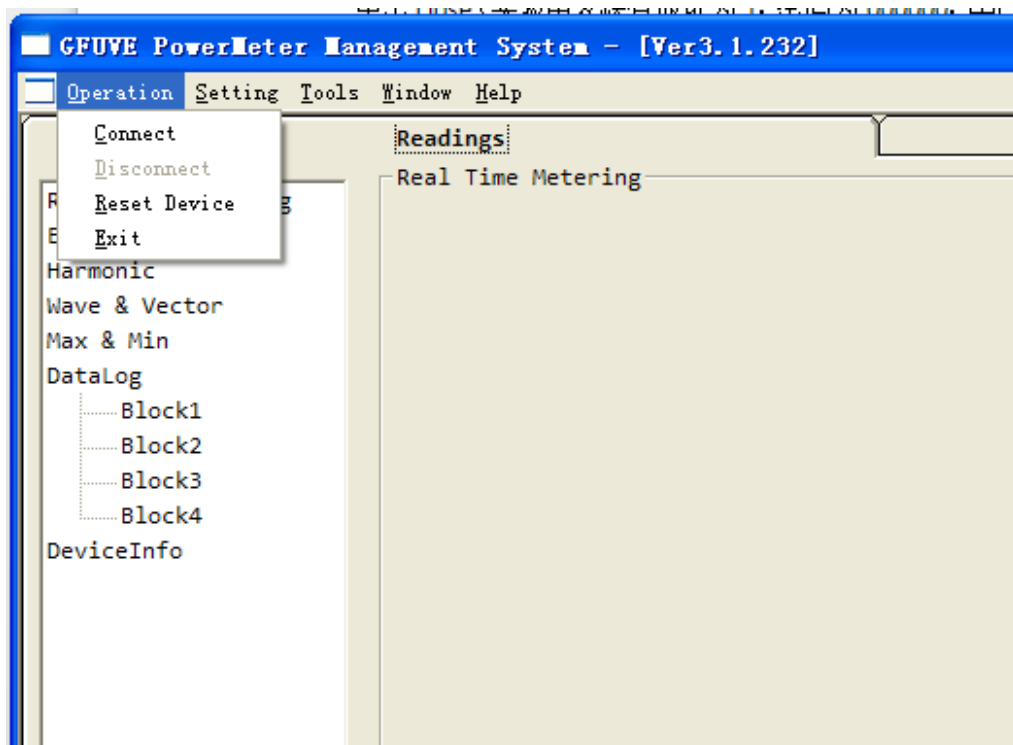 GFUVE PowerMeter Management System - [Ver3.1.232]
Operation Setting Tools Window Help
Connect
Disconnect
Reset Device
Exit
Readings
Real Time Metering
Harmonic
Wave & Vector
Max & Min
DataLog
Block1
Block2
Block3
Block4
DeviceInfo